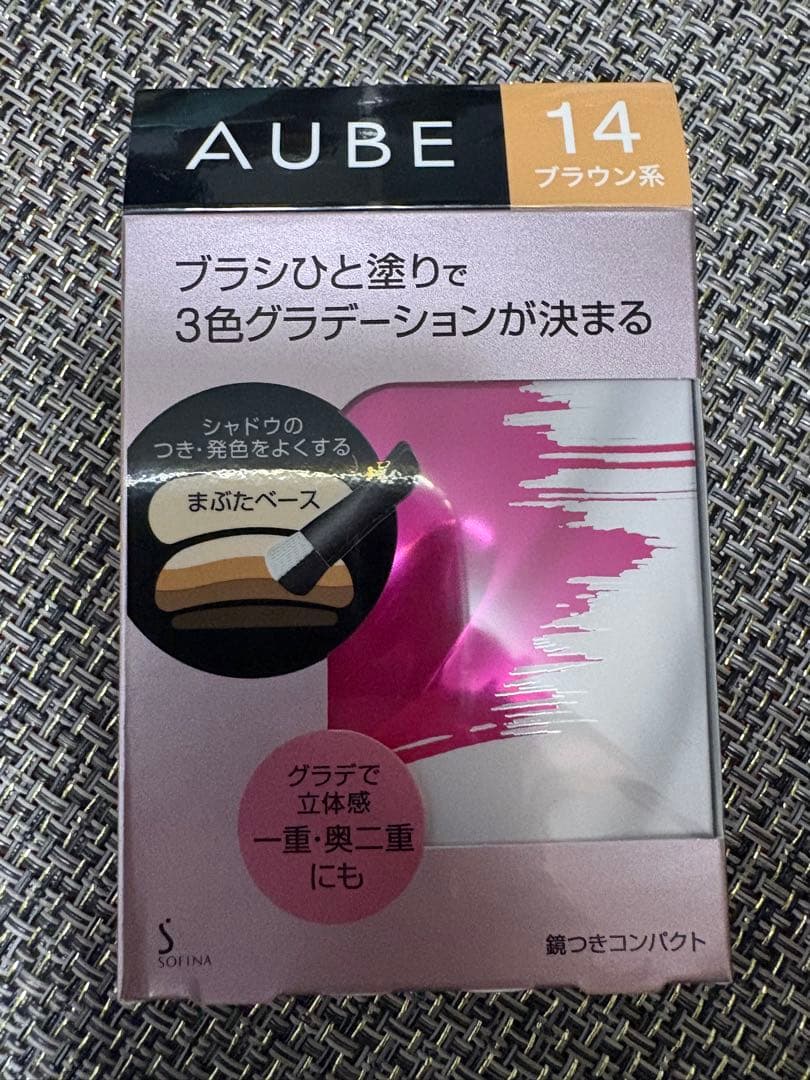 AUBE
14
ブラウン系
ブラシひと塗りで
3色グラデーションが決まる
シャドウの
つき・発色をよくする
まぶたベース
グラデで
立体感
一重・奥二重
にも
SOFINA
鏡つきコンパクト